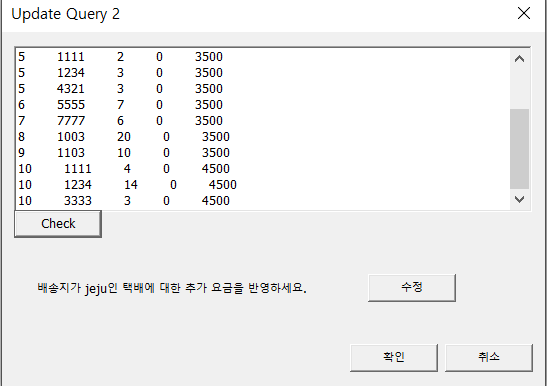 Update Query 2
5 1111 2 0 3500
5 1234 3 0 3500
5 4321 3 0 3500
6 5555 7 0 3500
7 7777 6 0 3500
8 1003 20 0 3500
9 1103 10 0 3500
10 1111 4 0 4500
10 1234 14 0 4500
10 3333 3 0 4500
Check
배송지가 jeju인 택배에 대한 추가 요금을 반영하세요.
수정
확인
취소